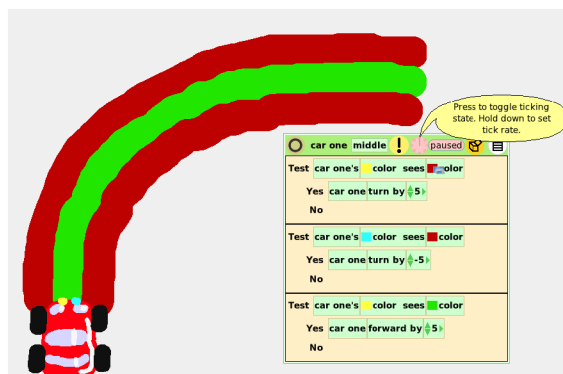 Press to toggle ticking
state. Hold down to set
tick rate.
car one middle ! paused
Test car one's color sees color
Yes car one turn by 5
No
Test car one's color sees color
Yes car one turn by -5
No
Test car one's color sees color
Yes car one forward by 5
No